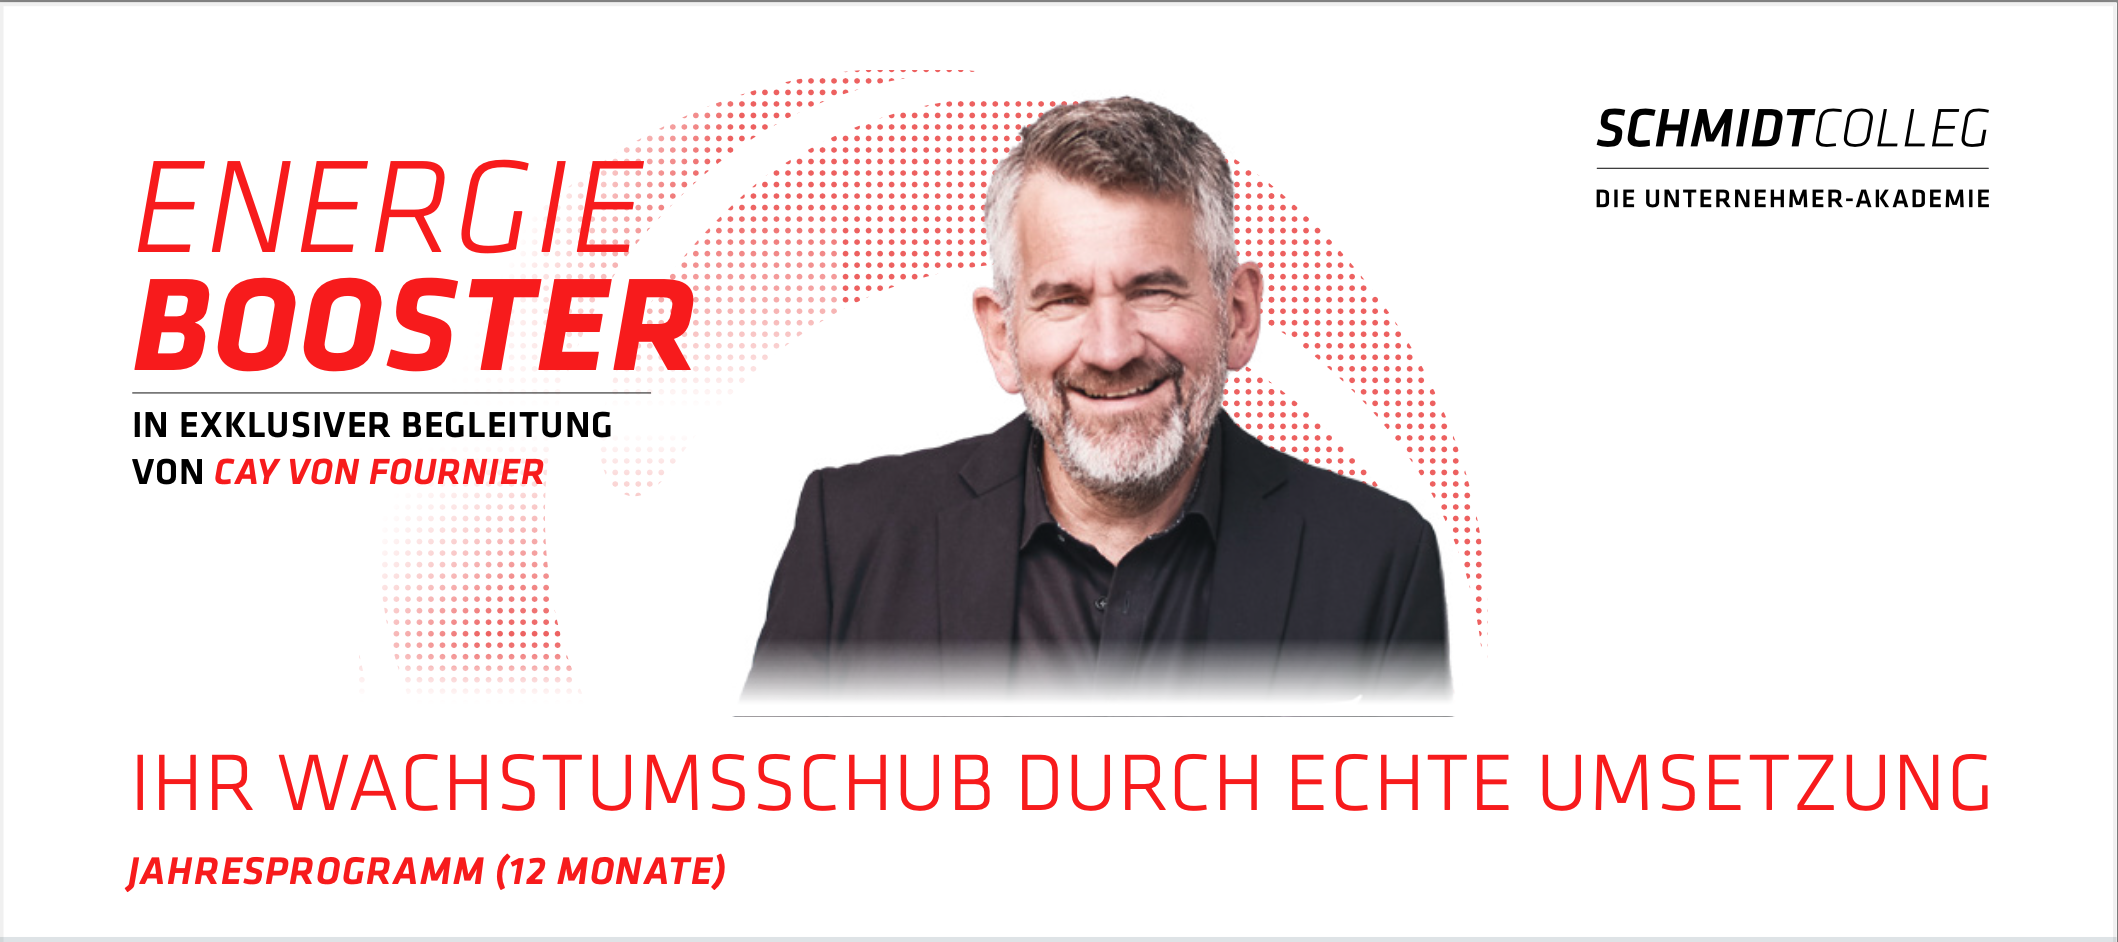 ENERGIE
BOOSTER
IN EXKLUSIVER BEGLEITUNG
VON CAY VON FOURNIER
SCHMIDTCOLLEG
DIE UNTERNEHMER-AKADEMIE
IHR WACHSTUMSSCHUB DURCH ECHTE UMSETZUNG
JAHRESPROGRAMM (12 MONATE)